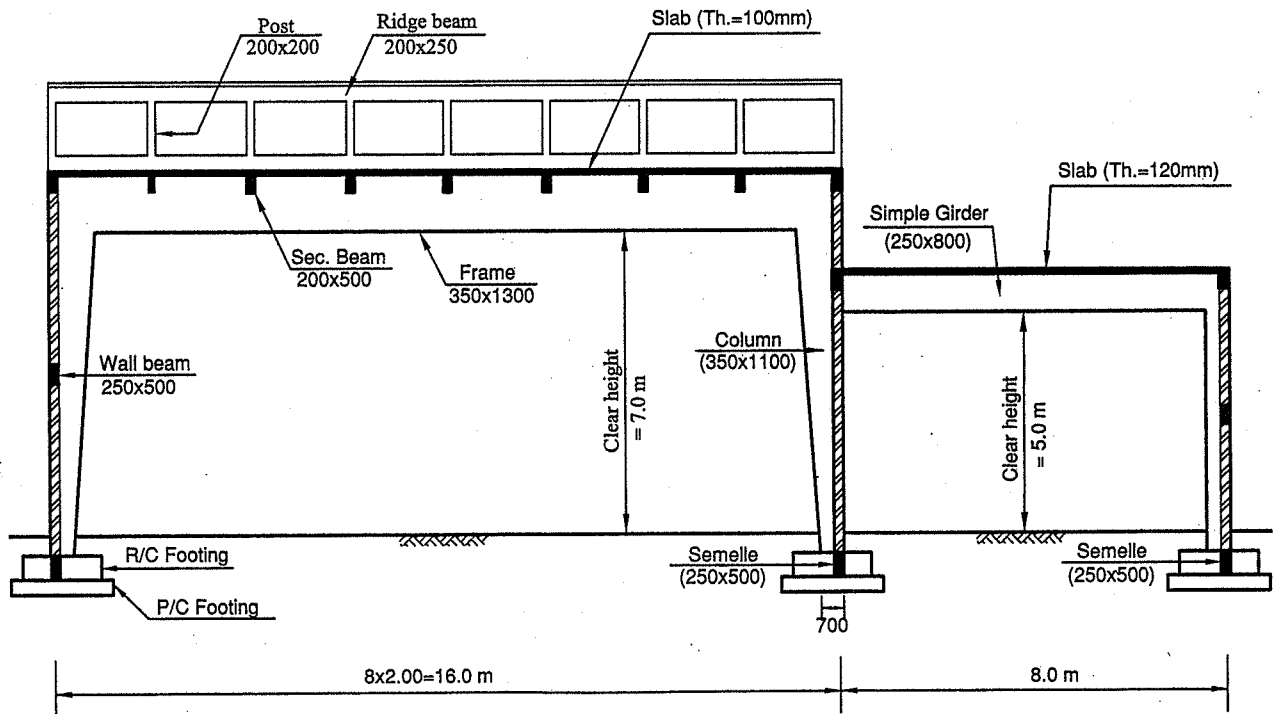 Post
200x200
Ridge beam
200x250
Slab (Th.=100mm)
Slab (Th.=120mm)
Simple Girder
(250x800)
Sec. Beam
200x500
Frame
350x1300
Wall beam
250x500
Column
(350x1100)
Clear height
= 7.0 m
Clear height
= 5.0 m
R/C Footing
P/C Footing
Semelle
(250x500)
Semelle
(250x500)
700
8x2.00=16.0 m
8.0 m